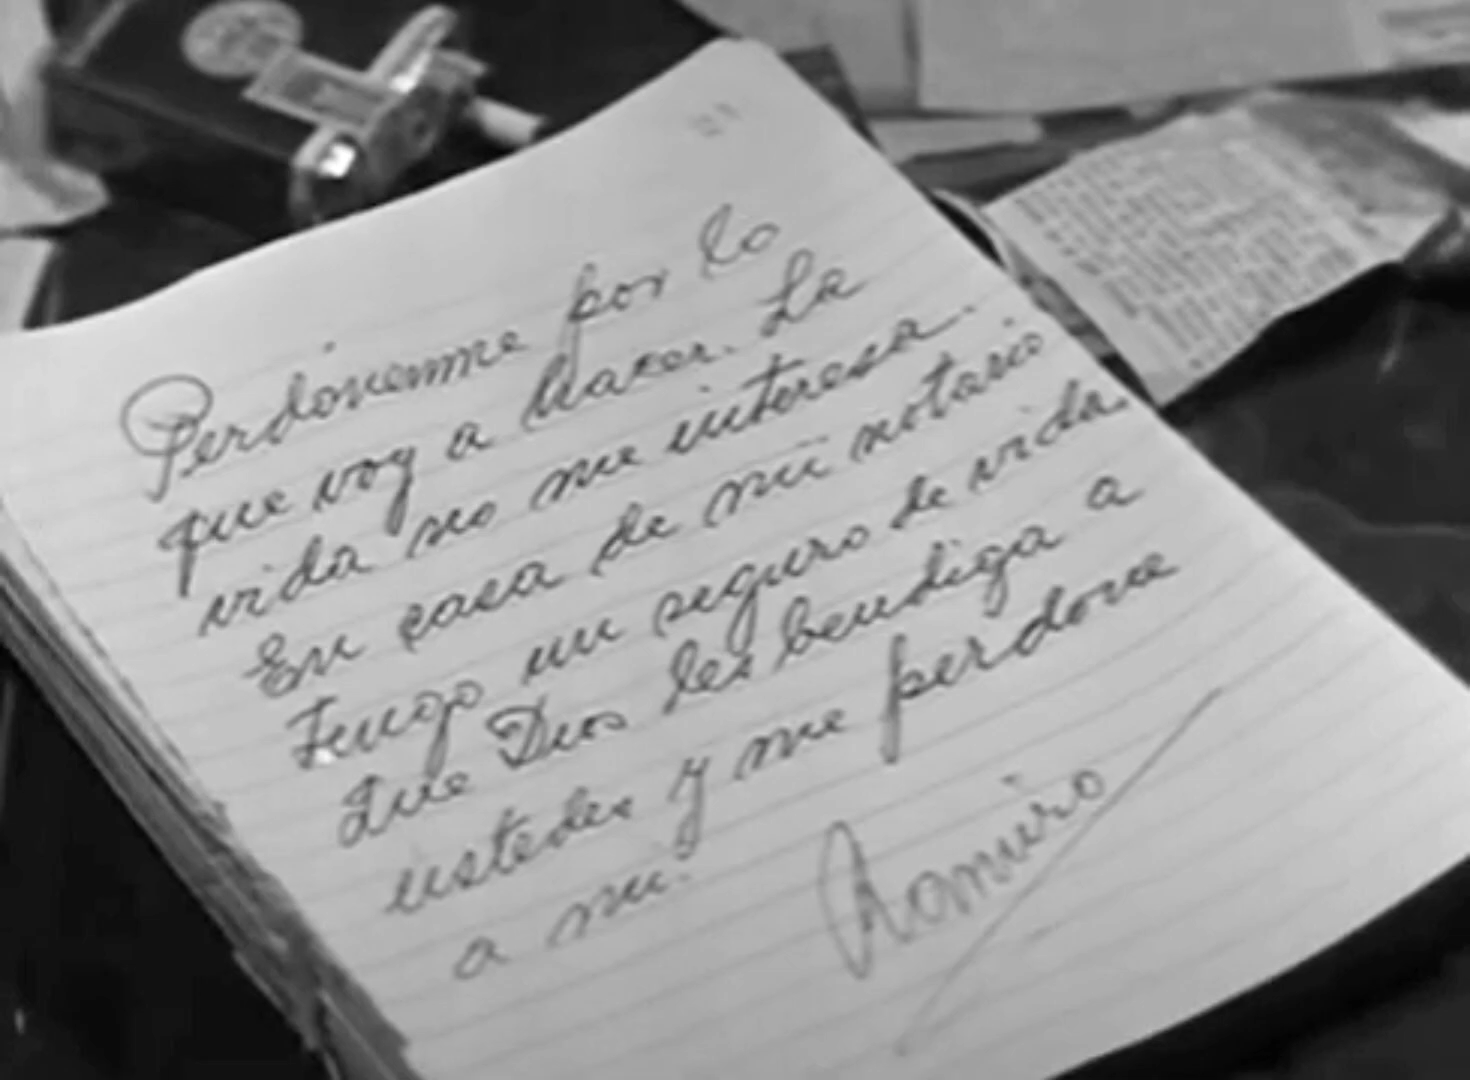 Perdónenme por lo
que voy a hacer. La
vida no me interesa.
En casa de mi notario
tengo un seguro de vida.
Que Dios les bendiga a
ustedes y me perdone
a mi.
Ramiro